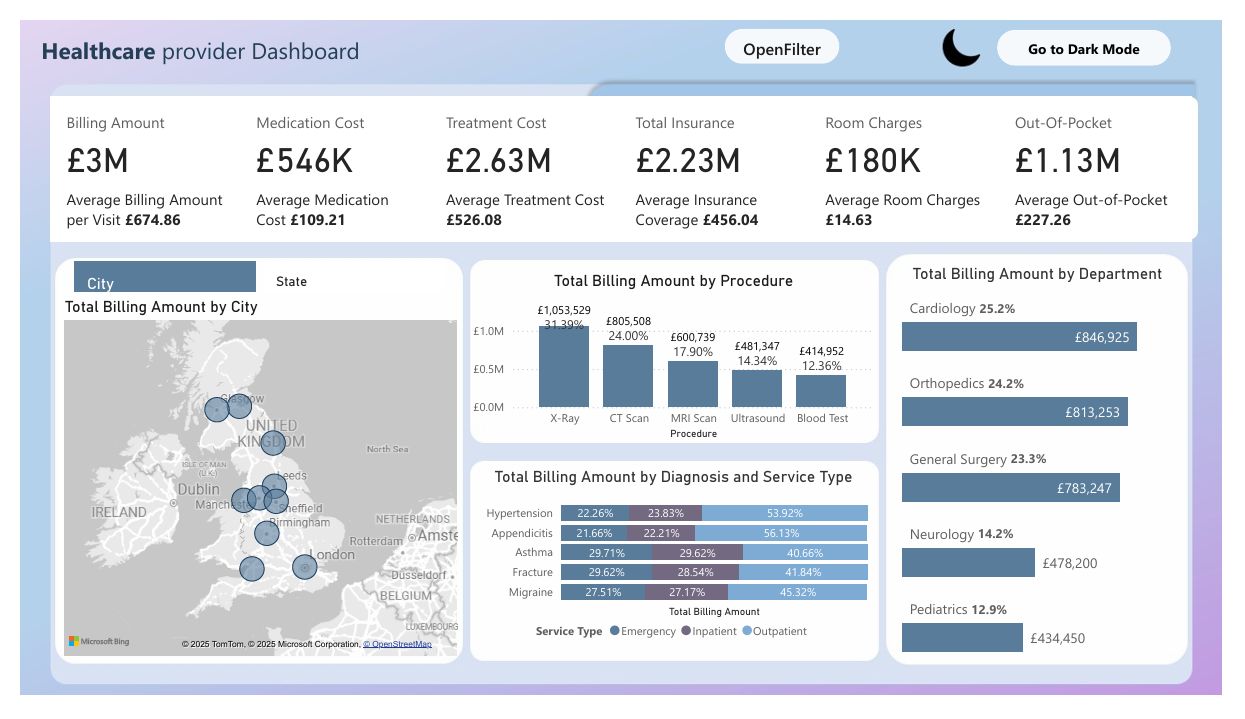 Healthcare provider Dashboard
OpenFilter
Go to Dark Mode
Billing Amount
£3M
Average Billing Amount
per Visit £674.86
Medication Cost
£546K
Average Medication
Cost £109.21
Treatment Cost
£2.63M
Average Treatment Cost
£526.08
Total Insurance
£2.23M
Average Insurance
Coverage £456.04
Room Charges
£180K
Average Room Charges
£14.63
Out-Of-Pocket
£1.13M
Average Out-of-Pocket
£227.26
City
State
Total Billing Amount by City
Glasgow
UNITED
KINGDOM
North Sea
ISLE OF MAN
(U.K.)
Leeds
Dublin
Manchester
Sheffield
IRELAND
Birmingham
NETHERLANDS
Rotterdam
Amste
London
Düsseldorf
BELGIUM
LUXEMBOURG
Microsoft Bing
© 2025 TomTom, © 2025 Microsoft Corporation, © OpenStreetMap
Total Billing Amount by Procedure
£1,053,529
31.39%
£805,508
24.00%
£600,739
17.90%
£481,347
14.34%
£414,952
12.36%
£1.0M
£0.5M
£0.0M
X-Ray
CT Scan
MRI Scan
Ultrasound
Blood Test
Procedure
Total Billing Amount by Diagnosis and Service Type
Hypertension 22.26% 23.83% 53.92%
Appendicitis 21.66% 22.21% 56.13%
Asthma 29.71% 29.62% 40.66%
Fracture 29.62% 28.54% 41.84%
Migraine 27.51% 27.17% 45.32%
Total Billing Amount
Service Type Emergency Inpatient Outpatient
Total Billing Amount by Department
Cardiology 25.2%
£846,925
Orthopedics 24.2%
£813,253
General Surgery 23.3%
£783,247
Neurology 14.2%
£478,200
Pediatrics 12.9%
£434,450